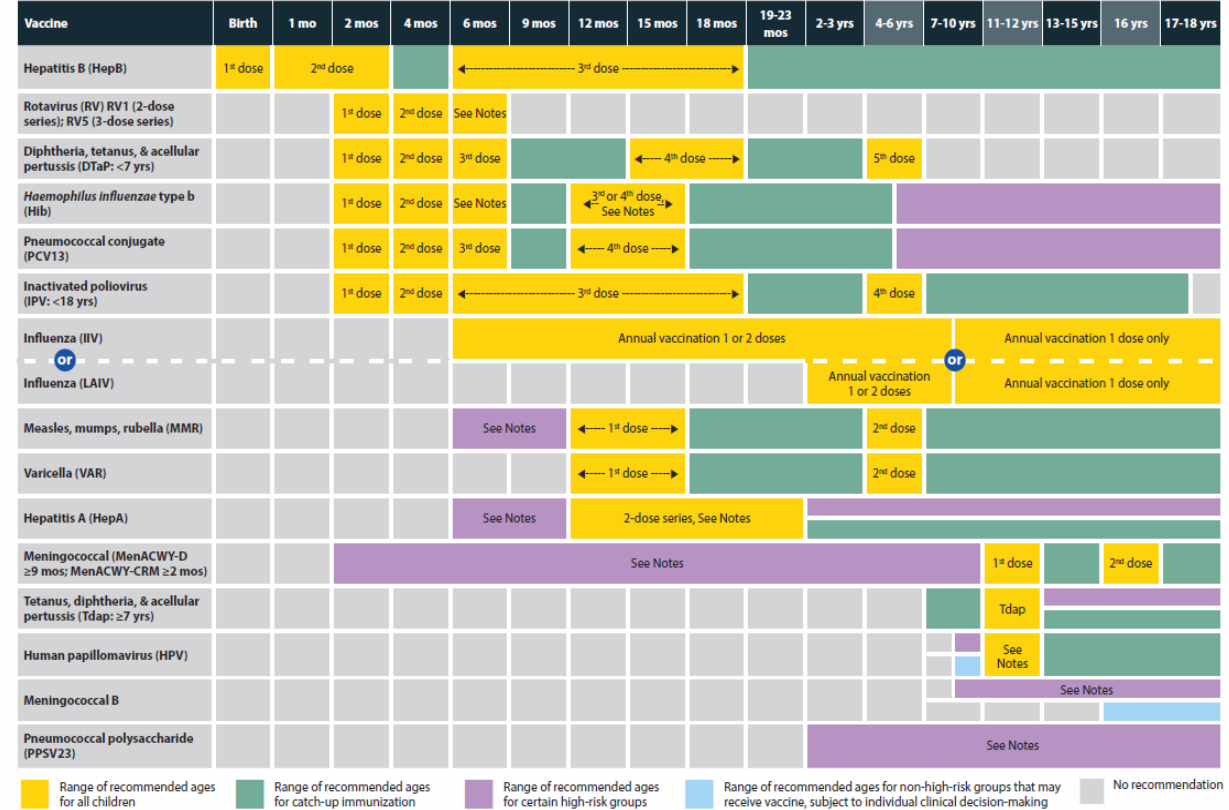 Vaccine Birth 1 mo 2 mos 4 mos 6 mos 9 mos 12 mos 15 mos 18 mos 19-23 mos 2-3 yrs 4-6 yrs 7-10 yrs 11-12 yrs 13-15 yrs 16 yrs 17-18 yrs
Hepatitis B (HepB) 1st dose 2nd dose 3rd dose
Rotavirus (RV) RV1 (2-dose
series); RV5 (3-dose series)
1st dose 2nd dose See Notes
Diphtheria, tetanus, & acellular
pertussis (DTaP: <7 yrs)
1st dose 2nd dose 3rd dose 4th dose 5th dose
Haemophilus influenzae type b
(Hib)
1st dose 2nd dose See Notes 3rd or 4th dose,
See Notes
Pneumococcal conjugate
(PCV13)
1st dose 2nd dose 3rd dose 4th dose
Inactivated poliovirus
(IPV: <18 yrs)
1st dose 2nd dose 3rd dose 4th dose
Influenza (IIV) Annual vaccination 1 or 2 doses Annual vaccination 1 dose only
or or
Influenza (LAIV) Annual vaccination
1 or 2 doses
Annual vaccination 1 dose only
Measles, mumps, rubella (MMR) See Notes 1st dose 2nd dose
Varicella (VAR) 1st dose 2nd dose
Hepatitis A (HepA) See Notes 2-dose series, See Notes
Meningococcal (MenACWY-D
≥9 mos; MenACWY-CRM ≥2 mos)
See Notes 1st dose 2nd dose
Tetanus, diphtheria, & acellular
pertussis (Tdap: ≥7 yrs)
Tdap
Human papillomavirus (HPV) See
Notes
Meningococcal B See Notes
Pneumococcal polysaccharide
(PPSV23)
See Notes
Range of recommended ages
for all children
Range of recommended ages
for catch-up immunization
Range of recommended ages
for certain high-risk groups
Range of recommended ages for non-high-risk groups that may
receive vaccine, subject to individual clinical decision-making
No recommendation